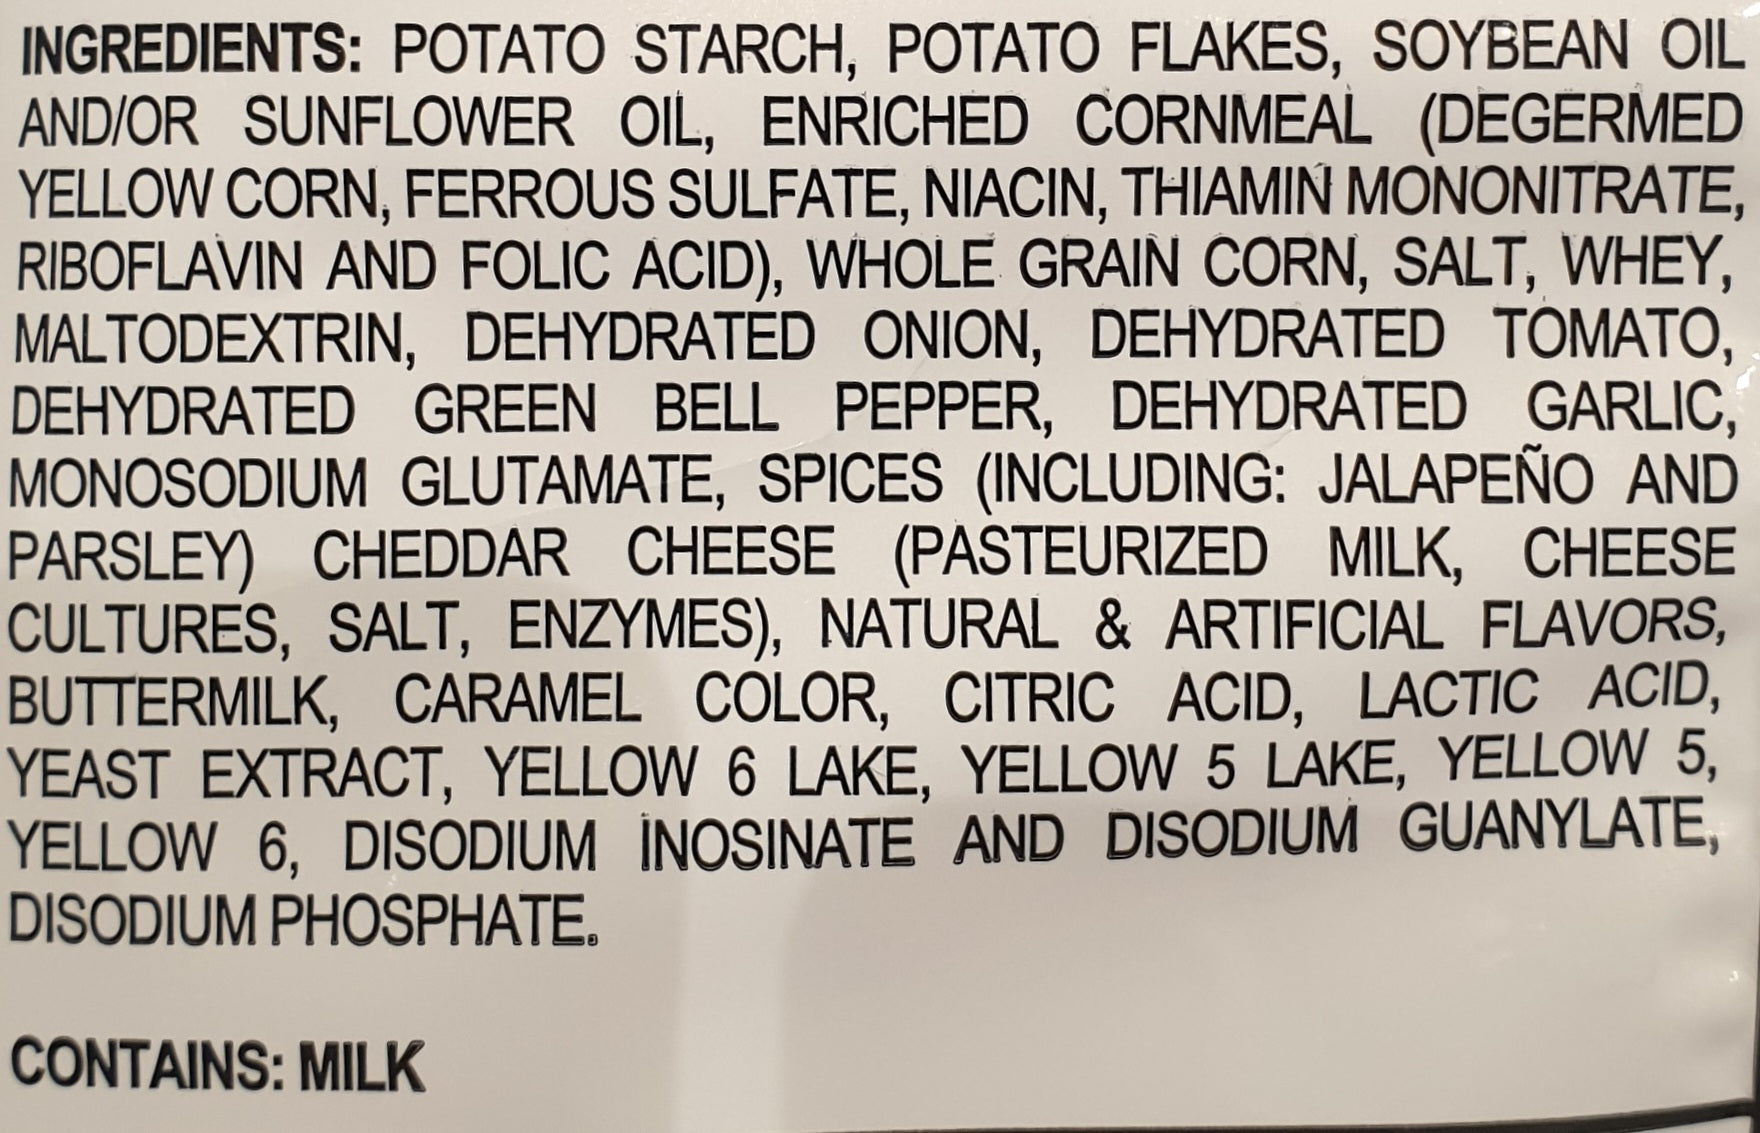 INGREDIENTS: POTATO STARCH, POTATO FLAKES, SOYBEAN OIL
AND/OR SUNFLOWER OIL, ENRICHED CORNMEAL (DEGERMED
YELLOW CORN, FERROUS SULFATE, NIACIN, THIAMIN MONONITRATE,
RIBOFLAVIN AND FOLIC ACID), WHOLE GRAIN CORN, SALT, WHEY,
MALTODEXTRIN, DEHYDRATED ONION, DEHYDRATED TOMATO,
DEHYDRATED GREEN BELL PEPPER, DEHYDRATED GARLIC,
MONOSODIUM GLUTAMATE, SPICES (INCLUDING: JALAPEÑO AND
PARSLEY) CHEDDAR CHEESE (PASTEURIZED MILK, CHEESE
CULTURES, SALT, ENZYMES), NATURAL & ARTIFICIAL FLAVORS,
BUTTERMILK, CARAMEL COLOR, CITRIC ACID, LACTIC ACID,
YEAST EXTRACT, YELLOW 6 LAKE, YELLOW 5 LAKE, YELLOW 5,
YELLOW 6, DISODIUM INOSINATE AND DISODIUM GUANYLATE,
DISODIUM PHOSPHATE.
CONTAINS: MILK